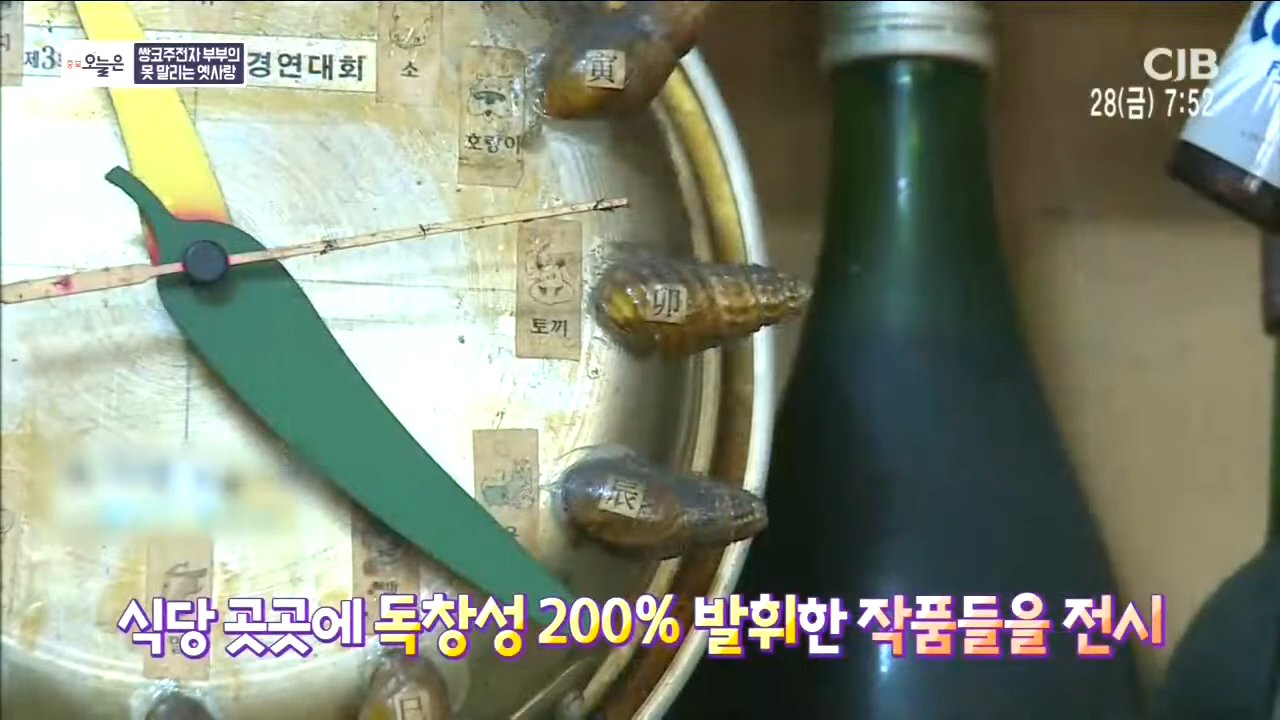 제3
경연대회
충북 오늘은
쌍코주전자 부부의
못 말리는 옛사랑
CJB
28(금) 7:52
소
寅
호랑이
卯
토끼
辰
식당 곳곳에 독창성 200% 발휘한 작품들을 전시